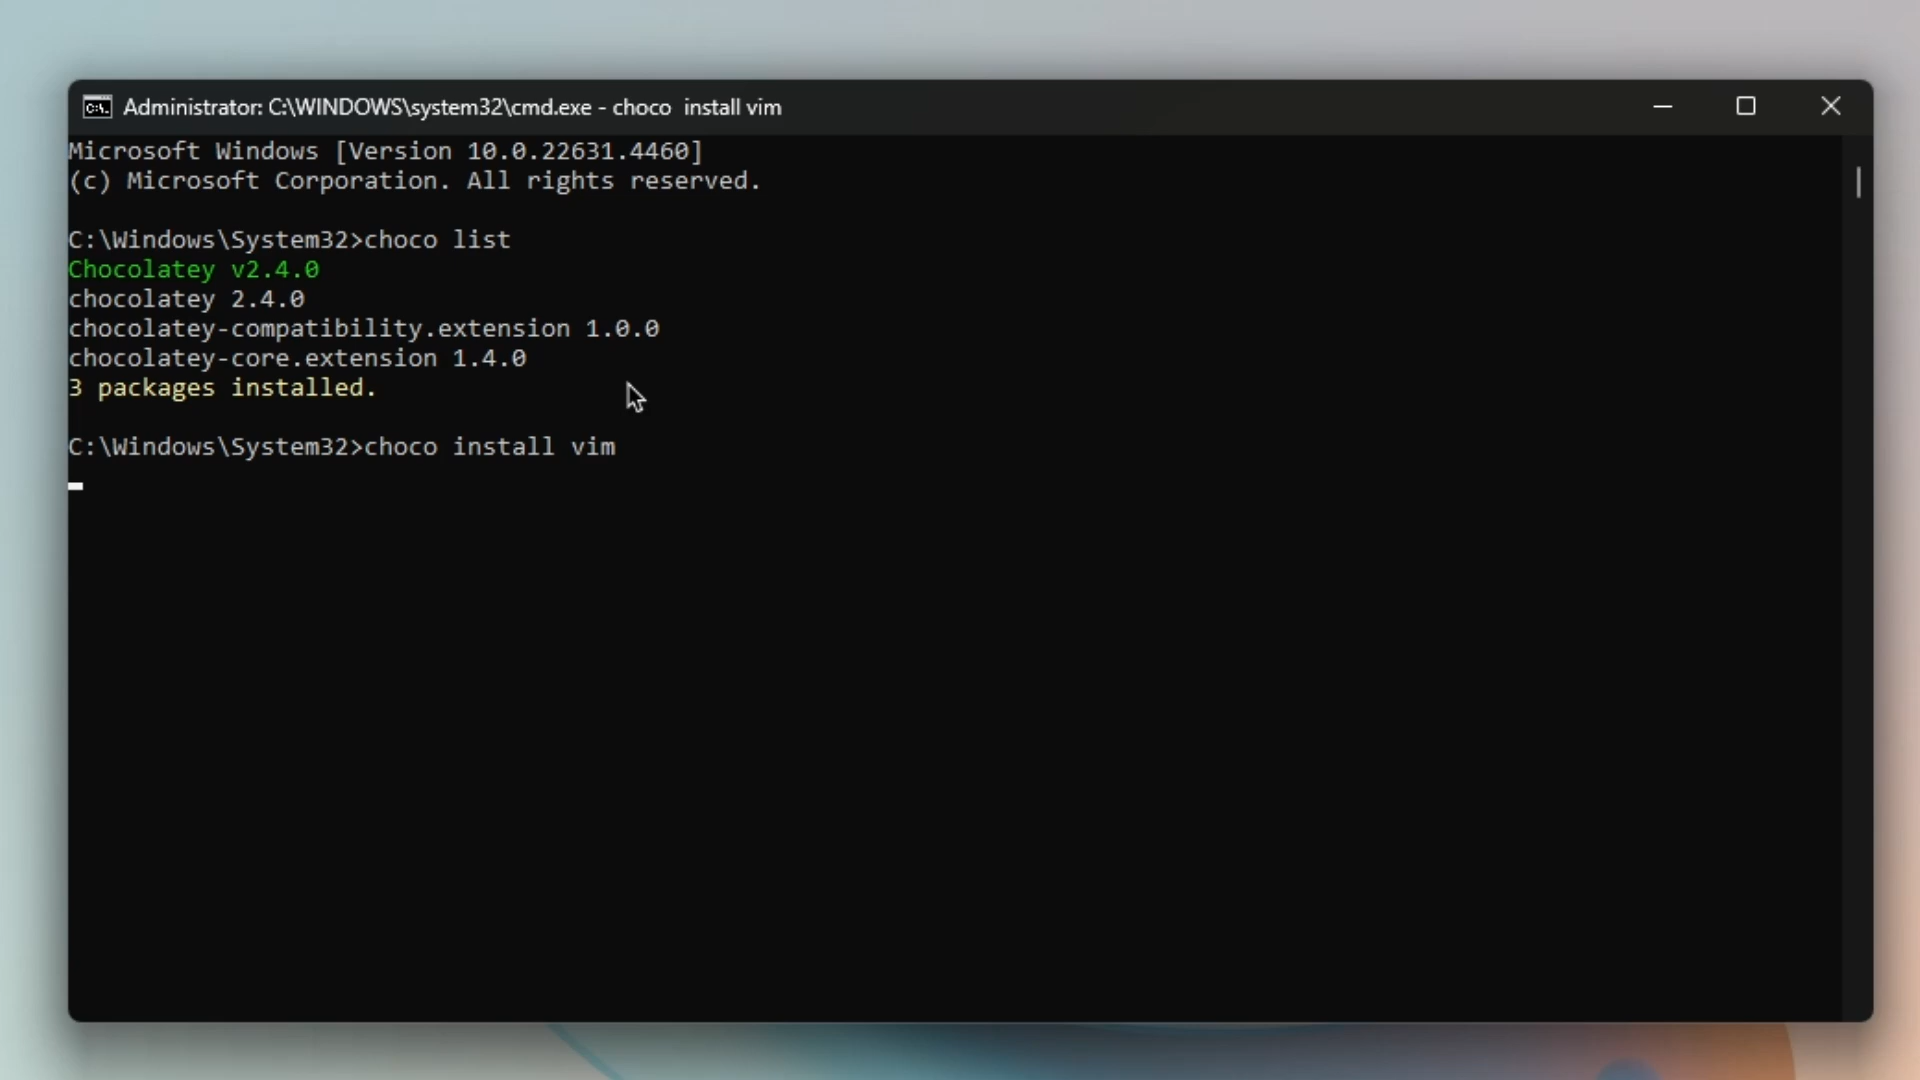 Administrator: C:\WINDOWS\system32\cmd.exe - choco  install vim
Microsoft Windows [Version 10.0.22631.4460]
(c) Microsoft Corporation. All rights reserved.
C:\Windows\System32>choco list
Chocolatey v2.4.0
chocolatey 2.4.0
chocolatey-compatibility.extension 1.0.0
chocolatey-core.extension 1.4.0
3 packages installed.
C:\Windows\System32>choco install vim